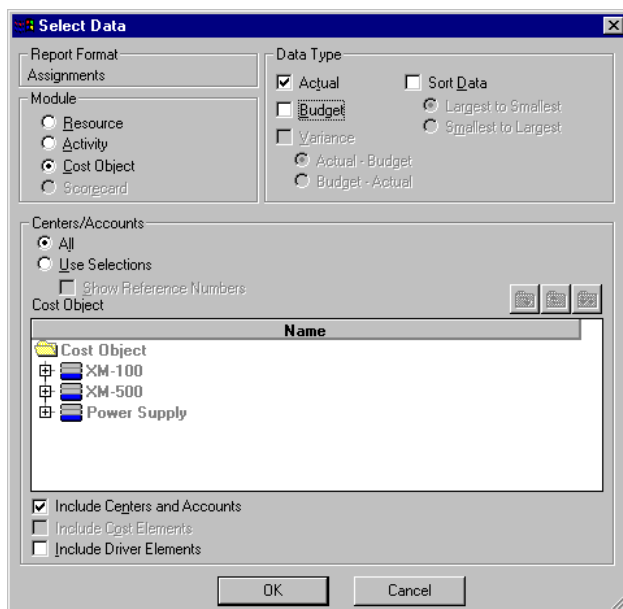 Select Data
Report Format
Assignments
Module
Resource
Activity
Cost Object
Scorecard
Data Type
Actual
Budget
Variance
Actual - Budget
Budget - Actual
Sort Data
Largest to Smallest
Smallest to Largest
Centers/Accounts
All
Use Selections
Show Reference Numbers
Cost Object
Name
Cost Object
XM-100
XM-500
Power Supply
Include Centers and Accounts
Include Cost Elements
Include Driver Elements
OK Cancel